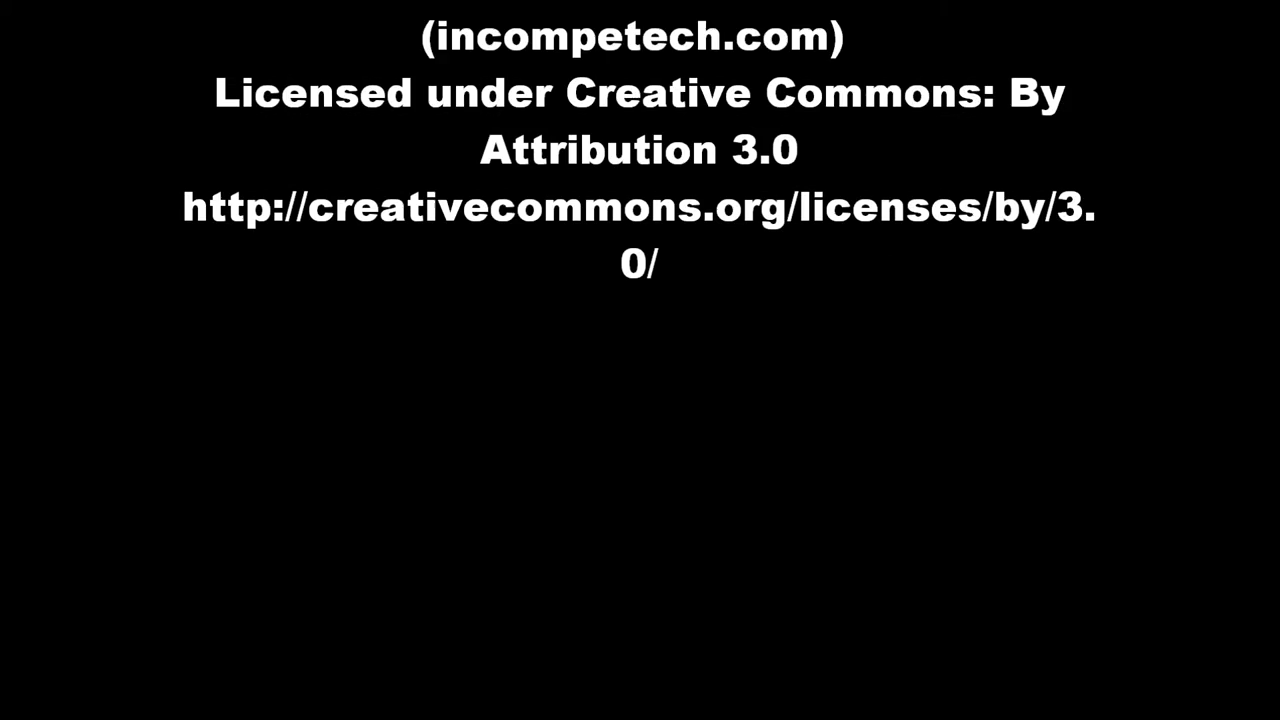 (incompetech.com)
Licensed under Creative Commons: By
Attribution 3.0
http://creativecommons.org/licenses/by/3.
0/